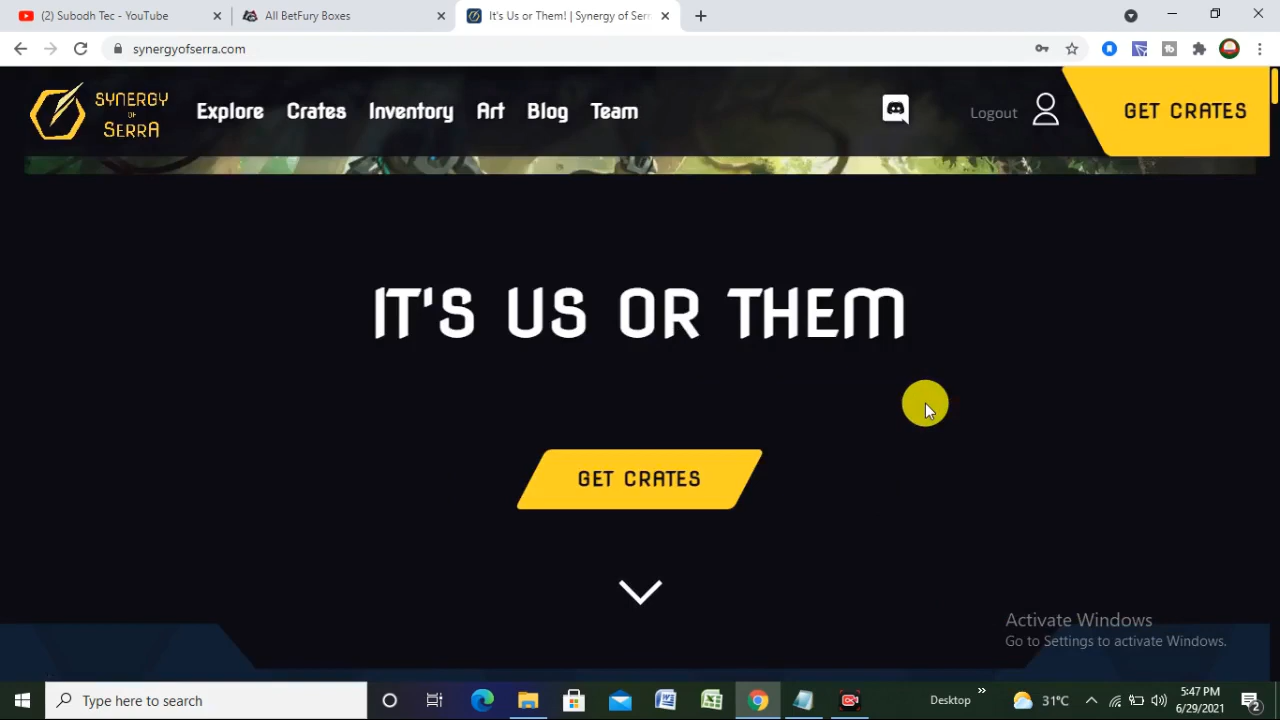 (2) Subodh Tec - YouTube
All BetFury Boxes
It's Us or Them! | Synergy of Serr
synergyofserra.com
SYNERGY
OF
SERRA
Explore Crates Inventory Art Blog Team
Logout
GET CRATES
IT'S US OR THEM
GET CRATES
Activate Windows
Go to Settings to activate Windows.
Type here to search
Desktop
31°C
5:47 PM
6/29/2021
2